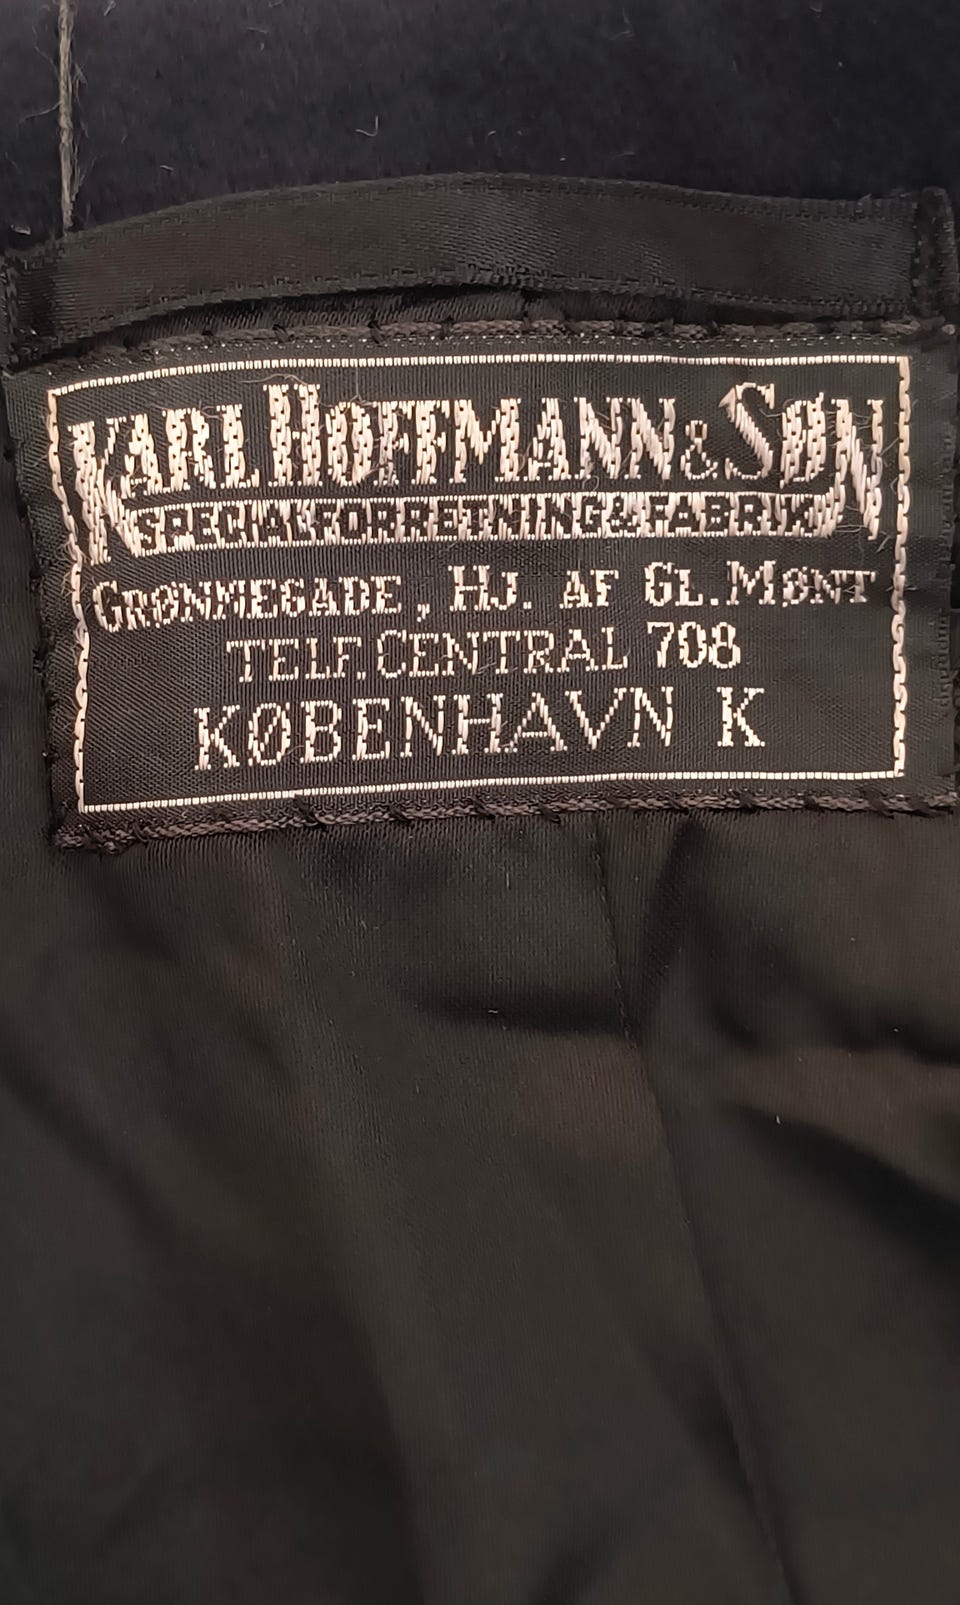 KARL HOFFMANN & SØN
SPECIALFORRETNING & FABRIK
GRØNNEGADE, HJ. AF GL. MØNT
TELF. CENTRAL 708
KØBENHAVN K